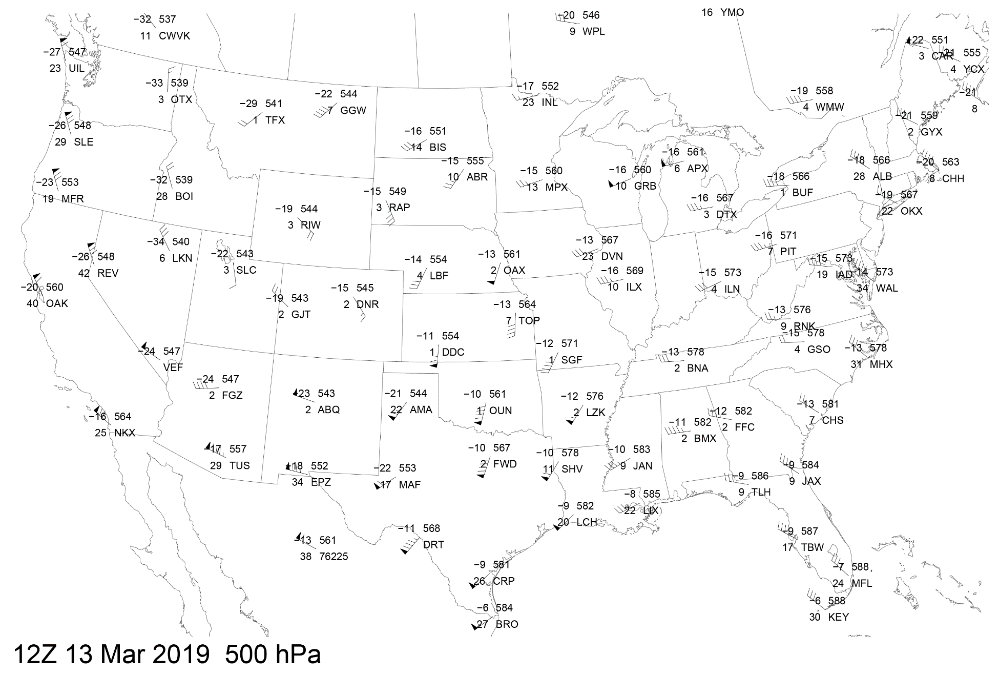 16 YMO
−32 537
11 CWVK
−20 546
9 WPL
−27 547
23 UIL
−22 551
3 CAR
−21 555
4 YCX
−33 539
3 OTX
−29 541
1 TFX
−22 544
7 GGW
−17 552
23 INL
−19 558
4 WMW
−21
8
−26 548
29 SLE
−16 551
14 BIS
−21 559
2 GYX
−23 553
19 MFR
−32 539
28 BOI
−15 555
10 ABR
−15 560
13 MPX
−16 560
10 GRB
−16 561
6 APX
−18 566
1 BUF
−18 566
28 ALB
−20 563
8 CHH
−19 544
3 RIW
−15 549
3 RAP
−16 567
3 DTX
−19 567
22 OKX
−26 548
42 REV
−34 540
6 LKN
−22 543
3 SLC
−14 554
4 LBF
−13 561
2 OAX
−13 567
23 DVN
−16 569
10 ILX
−15 573
4 ILN
−16 571
7 PIT
−15 573
19 IAD
−14 573
34 WAL
−20 560
40 OAK
−19 543
2 GJT
−15 545
2 DNR
−13 564
7 TOP
−13 576
9 RNK
−15 578
4 GSO
−13 578
31 MHX
−24 547
VEF
−11 554
1 DDC
−12 571
1 SGF
−13 578
2 BNA
−24 547
2 FGZ
−23 543
2 ABQ
−21 544
22 AMA
−10 561
1 OUN
−12 576
2 LZK
−11 582
2 BMX
−12 582
2 FFC
−13 581
7 CHS
−16 564
25 NKX
−17 557
29 TUS
−18 552
34 EPZ
−22 553
17 MAF
−10 567
2 FWD
−10 578
11 SHV
−10 583
9 JAN
−9 586
9 TLH
−9 584
9 JAX
−13 561
38 76225
−11 568
DRT
−9 582
20 LCH
−8 585
22 LIX
−9 587
17 TBW
−9 581
26 CRP
−7 588
24 MFL
−6 584
27 BRO
−6 588
30 KEY
12Z 13 Mar 2019 500 hPa